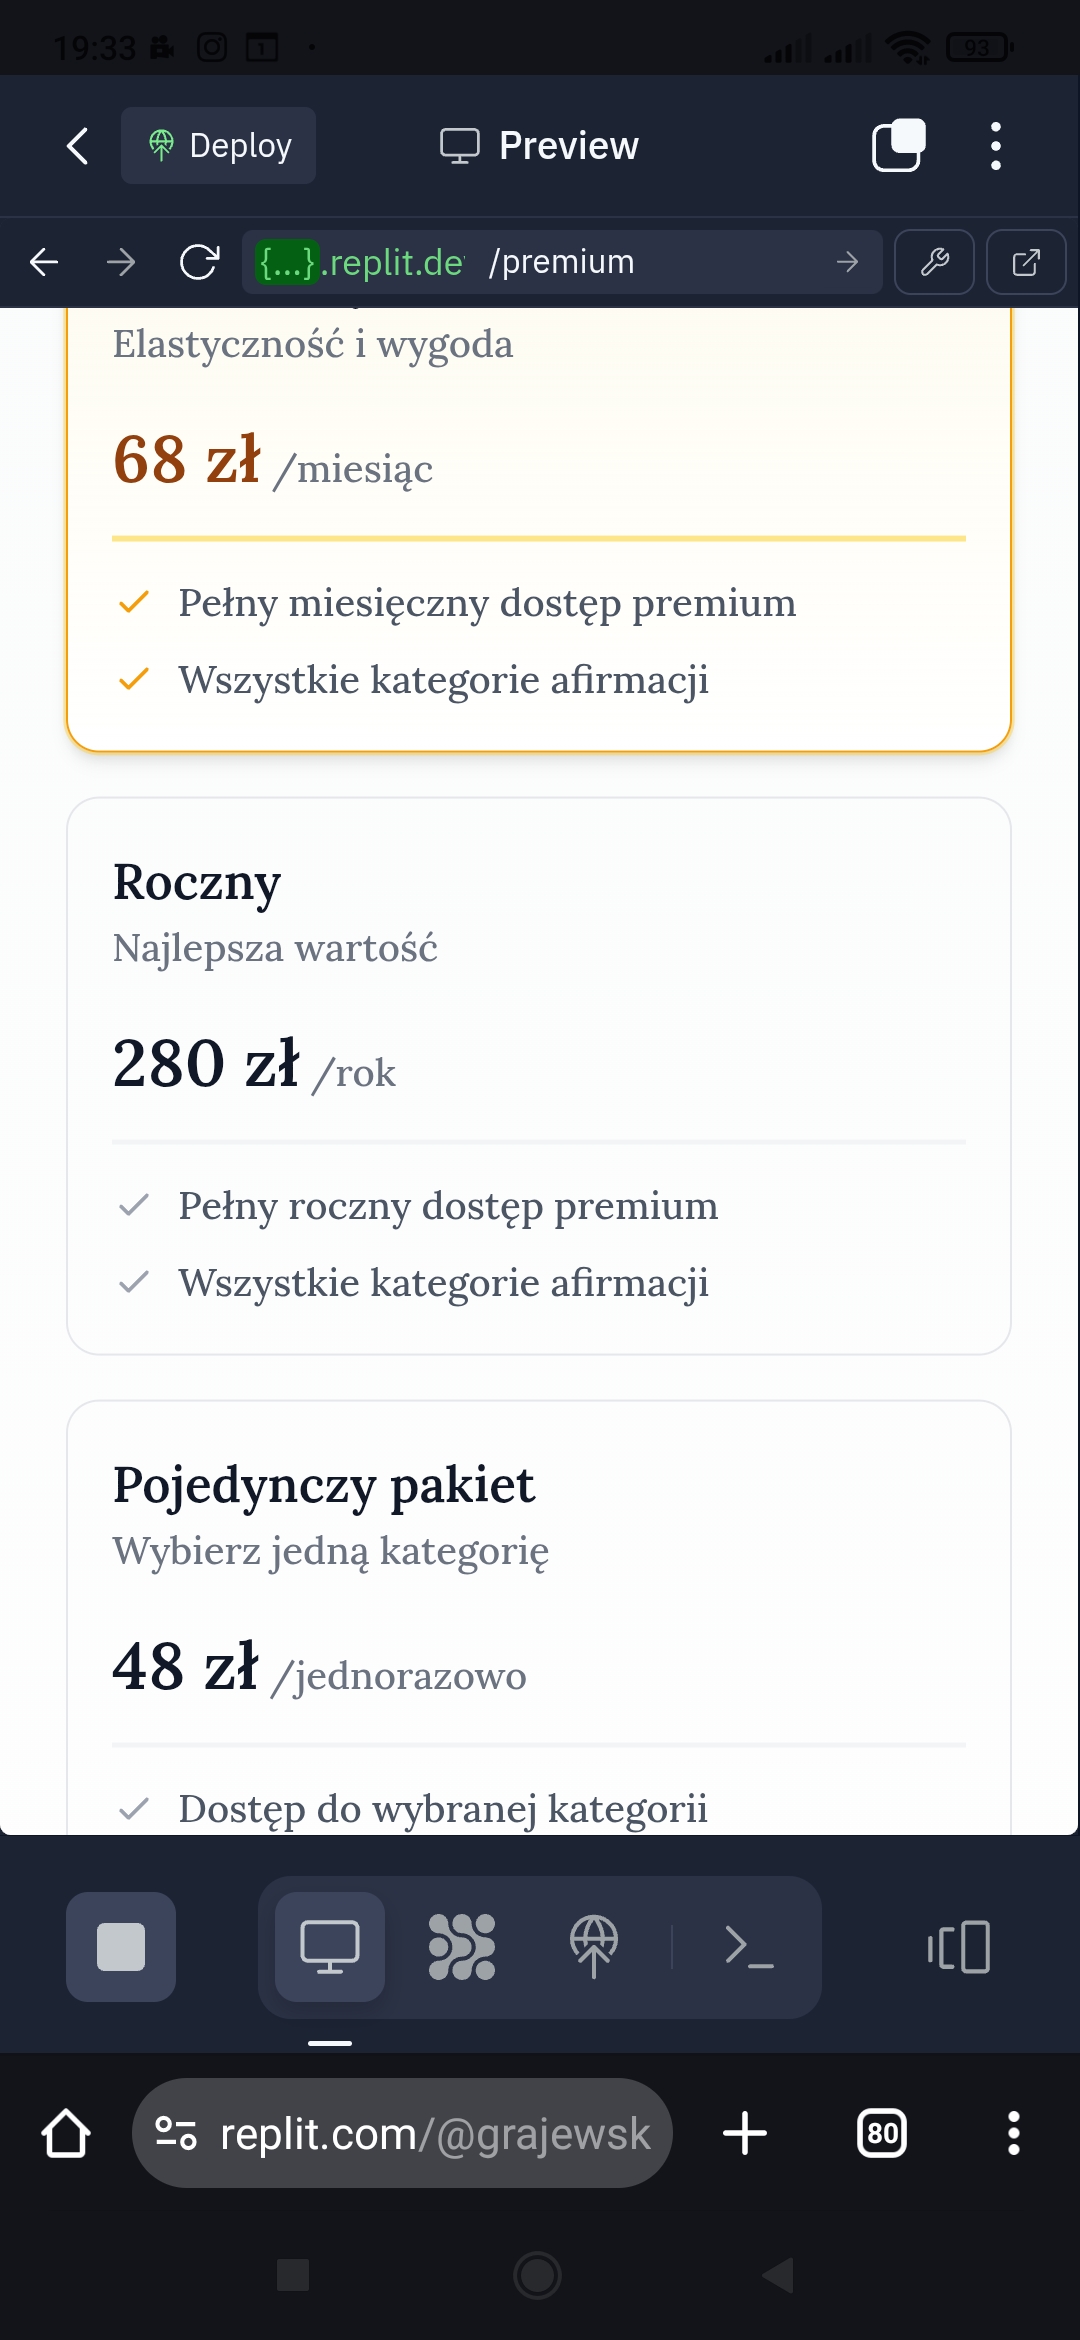 19:33
1
93
Deploy
Preview
{...}.replit.de
/premium
Elastyczność i wygoda
68 zł /miesiąc
Pełny miesięczny dostęp premium
Wszystkie kategorie afirmacji
Roczny
Najlepsza wartość
280 zł /rok
Pełny roczny dostęp premium
Wszystkie kategorie afirmacji
Pojedynczy pakiet
Wybierz jedną kategorię
48 zł /jednorazowo
Dostęp do wybranej kategorii
replit.com/@grajewsk
80